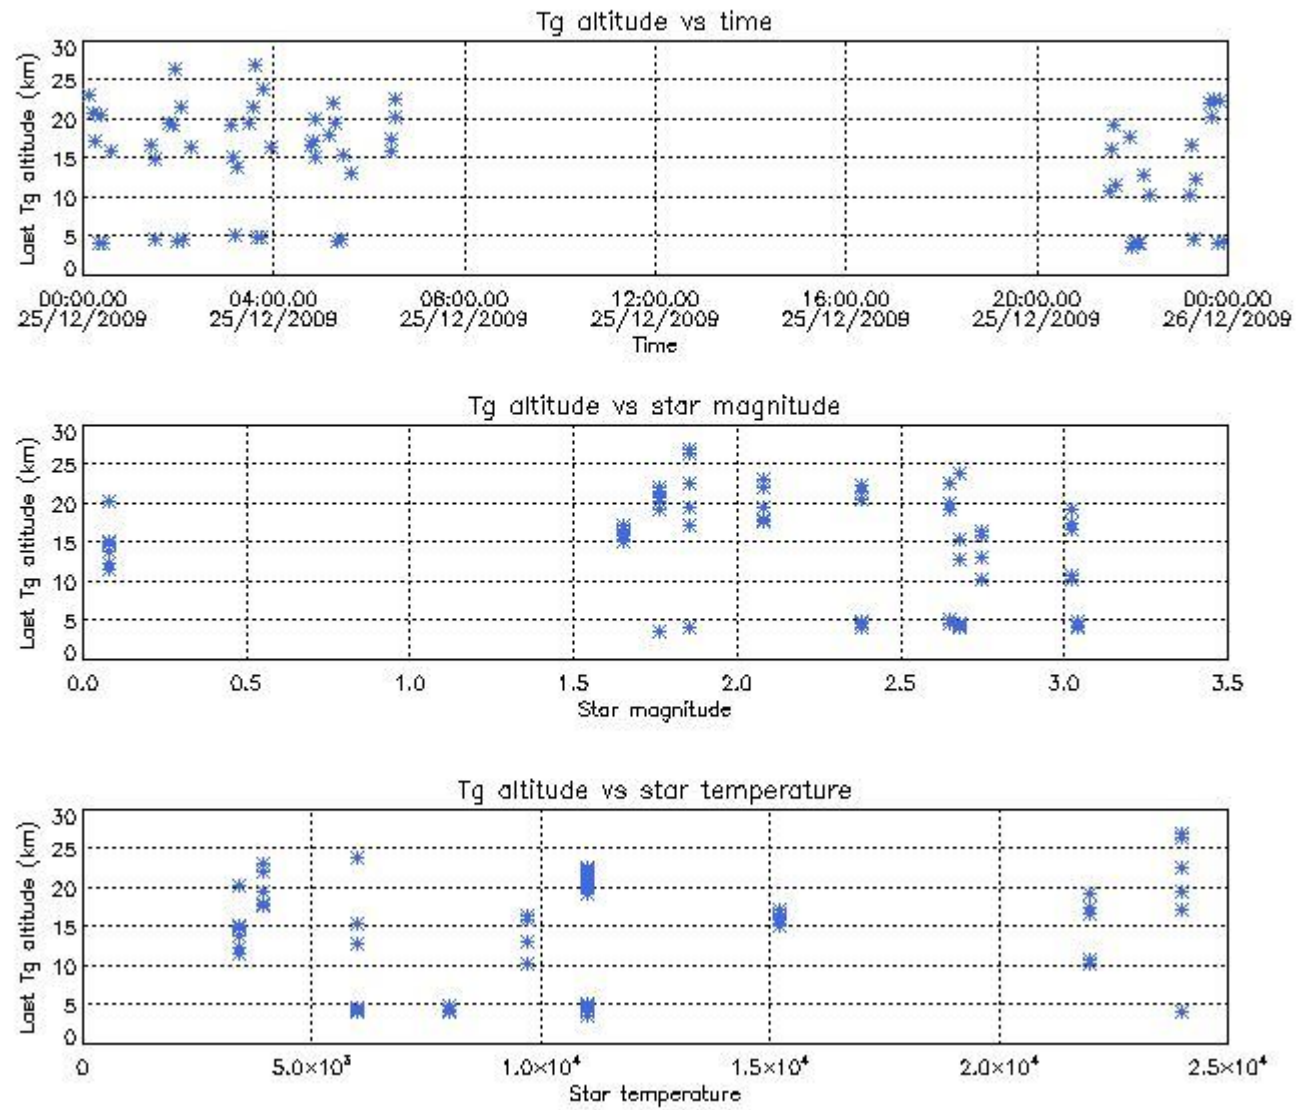 Tg altitude vs time
Last Tg altitude (km)
30
25
20
15
10
5
0
00:00.00 04:00.00 08:00.00 12:00.00 16:00.00 20:00.00 00:00.00
25/12/2009 25/12/2009 25/12/2009 25/12/2009 25/12/2009 25/12/2009 26/12/2009
Time
Tg altitude vs star magnitude
Last Tg altitude (km)
30
25
20
15
10
5
0
0.0 0.5 1.0 1.5 2.0 2.5 3.0 3.5
Star magnitude
Tg altitude vs star temperature
Last Tg altitude (km)
30
25
20
15
10
5
0
0 5.0×10³ 1.0×10⁴ 1.5×10⁴ 2.0×10⁴ 2.5×10⁴
Star temperature